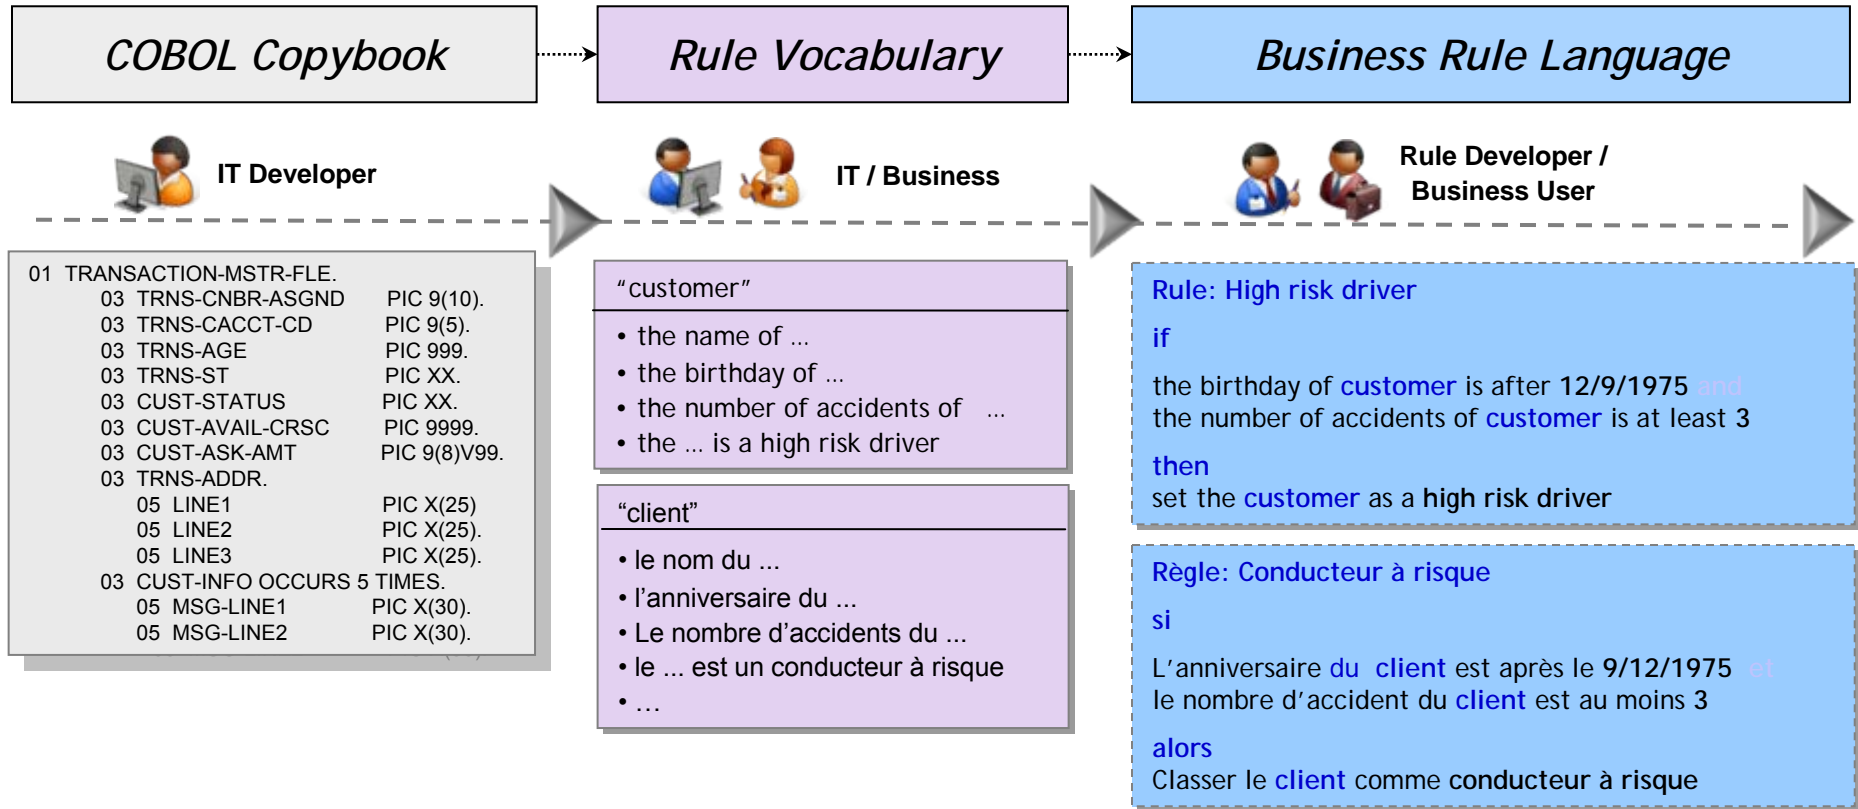 COBOL Copybook
Rule Vocabulary
Business Rule Language
IT Developer
IT / Business
Rule Developer /
Business User
01 TRANSACTION-MSTR-FLE.
03 TRNS-CNBR-ASGND PIC 9(10).
03 TRNS-CACCT-CD PIC 9(5).
03 TRNS-AGE PIC 999.
03 TRNS-ST PIC XX.
03 CUST-STATUS PIC XX.
03 CUST-AVAIL-CRSC PIC 9999.
03 CUST-ASK-AMT PIC 9(8)V99.
03 TRNS-ADDR.
05 LINE1 PIC X(25)
05 LINE2 PIC X(25).
05 LINE3 PIC X(25).
03 CUST-INFO OCCURS 5 TIMES.
05 MSG-LINE1 PIC X(30).
05 MSG-LINE2 PIC X(30).
“customer”
• the name of ...
• the birthday of ...
• the number of accidents of ...
• the ... is a high risk driver
“client”
• le nom du ...
• l’anniversaire du ...
• Le nombre d’accidents du ...
• le ... est un conducteur à risque
• ...
Rule: High risk driver
if
the birthday of customer is after 12/9/1975 and
the number of accidents of customer is at least 3
then
set the customer as a high risk driver
Règle: Conducteur à risque
si
L’anniversaire du client est après le 9/12/1975 et
le nombre d’accident du client est au moins 3
alors
Classer le client comme conducteur à risque